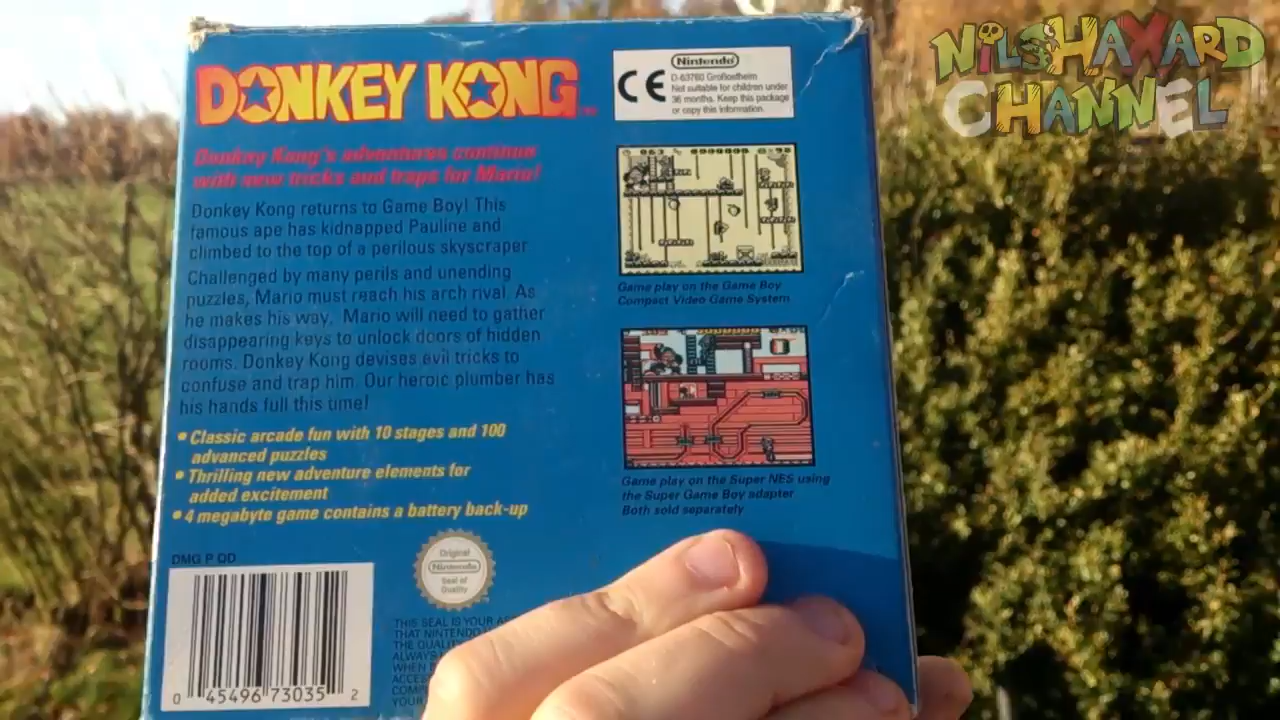 NILSHAXARD
CHANNEL
DONKEY KONG™
Donkey Kong's adventures continue
with new tricks and traps for Mario!
Donkey Kong returns to Game Boy! This
famous ape has kidnapped Pauline and
climbed to the top of a perilous skyscraper
Challenged by many perils and unending
puzzles, Mario must reach his arch rival. As
he makes his way, Mario will need to gather
disappearing keys to unlock doors of hidden
rooms. Donkey Kong devises evil tricks to
confuse and trap him. Our heroic plumber has
his hands full this time!
• Classic arcade fun with 10 stages and 100
advanced puzzles
• Thrilling new adventure elements for
added excitement
• 4 megabyte game contains a battery back-up
DMG P QD
0 45496 73035 2
Original
Nintendo
Seal of
Quality
THIS SEAL IS YOUR
THAT NINTENDO
THE
ALWAYS
WHEN
YOUR
CE
Nintendo
D-63760 Großostheim
Not suitable for children under
36 months. Keep this package
or copy this information.
Game play on the Game Boy
Compact Video Game System
Game play on the Super NES using
the Super Game Boy adapter
Both sold separately